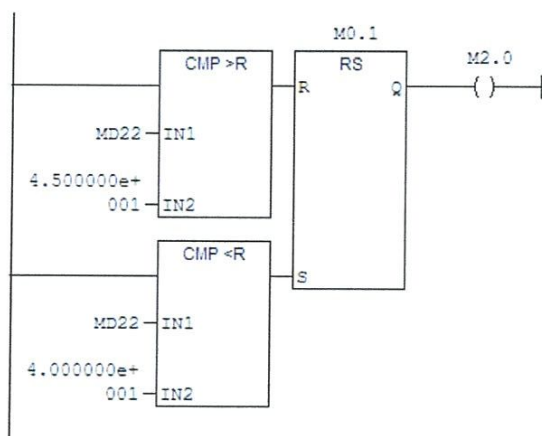 M0.1
CMP >R
RS
M2.0
R
Q
MD22
IN1
4.500000e+
001
IN2
CMP <R
S
MD22
IN1
4.000000e+
001
IN2